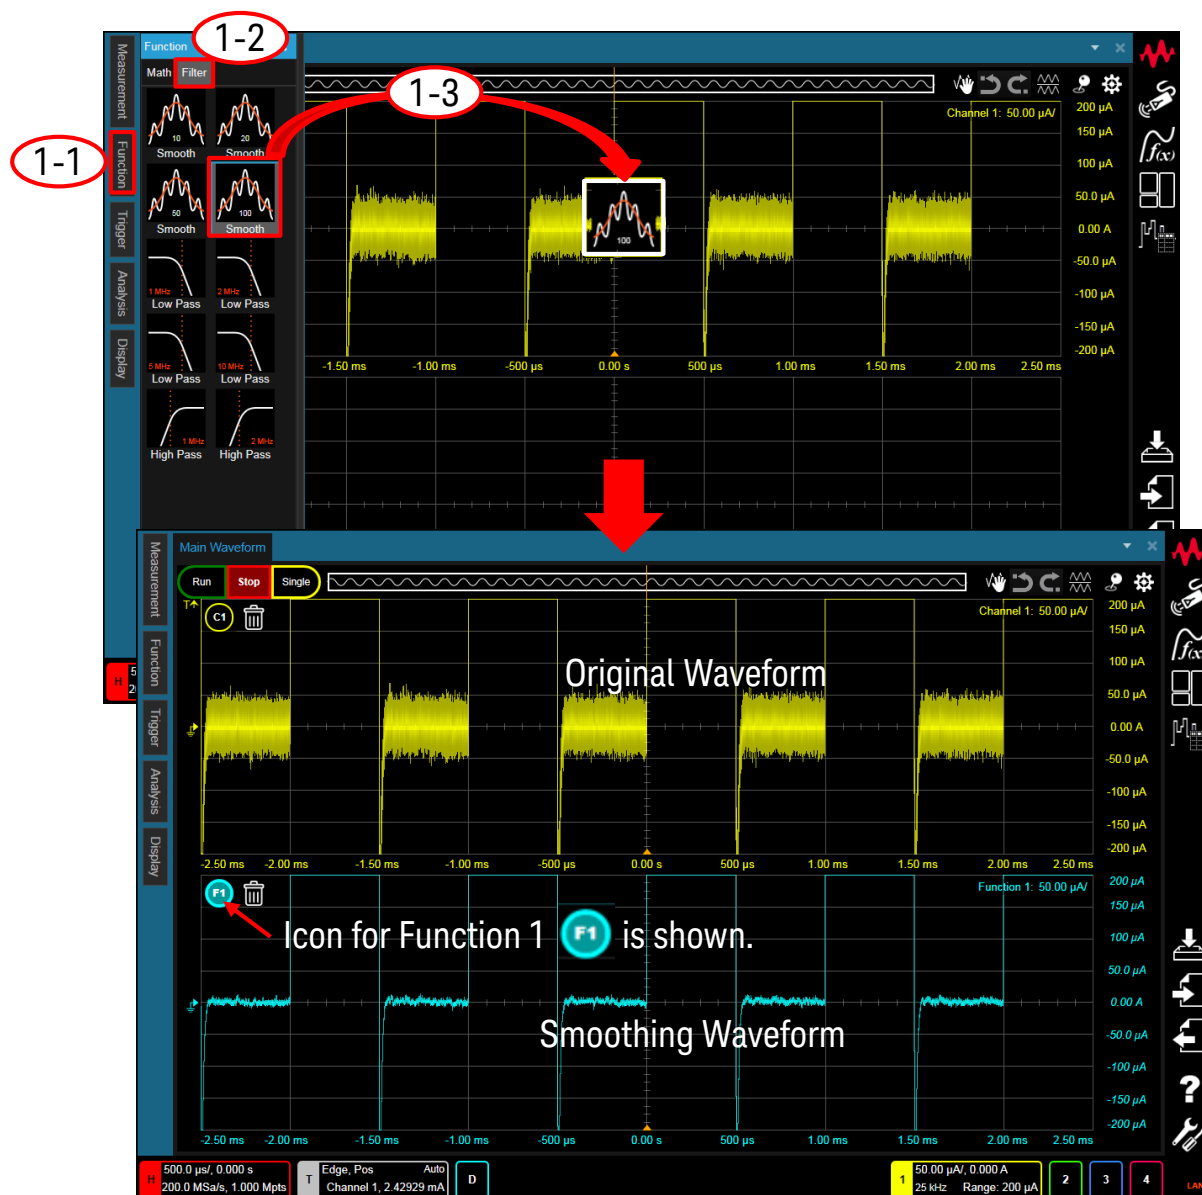 1-2
1-3
1-1
Measurement
Function
Trigger
Analysis
Display
Function
Math Filter
10
Smooth
20
Smooth
50
Smooth
100
Smooth
1 MHz
Low Pass
2 MHz
Low Pass
5 MHz
Low Pass
10 MHz
Low Pass
1 MHz
High Pass
2 MHz
High Pass
Channel 1: 50.00 µA/
200 µA
150 µA
100 µA
50.0 µA
0.00 A
-50.0 µA
-100 µA
-150 µA
-200 µA
100
-1.50 ms -1.00 ms -500 µs 0.00 s 500 µs 1.00 ms 1.50 ms 2.00 ms 2.50 ms
f(x)
H
Measurement
Function
Trigger
Analysis
Display
Main Waveform
Run Stop Single
T
C1
Channel 1: 50.00 µA/
Original Waveform
200 µA
150 µA
100 µA
50.0 µA
0.00 A
-50.0 µA
-100 µA
-150 µA
-200 µA
-2.50 ms -2.00 ms -1.50 ms -1.00 ms -500 µs 0.00 s 500 µs 1.00 ms 1.50 ms 2.00 ms 2.50 ms
F1
Function 1: 50.00 µA/
Icon for Function 1 F1 is shown.
Smoothing Waveform
200 µA
150 µA
100 µA
50.0 µA
0.00 A
-50.0 µA
-100 µA
-150 µA
-200 µA
-2.50 ms -2.00 ms -1.50 ms -1.00 ms -500 µs 0.00 s 500 µs 1.00 ms 1.50 ms 2.00 ms 2.50 ms
f(x
?
H 500.0 µs/, 0.000 s
200.0 MSa/s, 1.000 Mpts
T Edge, Pos Auto
Channel 1, 2.42929 mA
D
1 50.00 µA/, 0.000 A
25 kHz Range: 200 µA
2
3
4
LAN